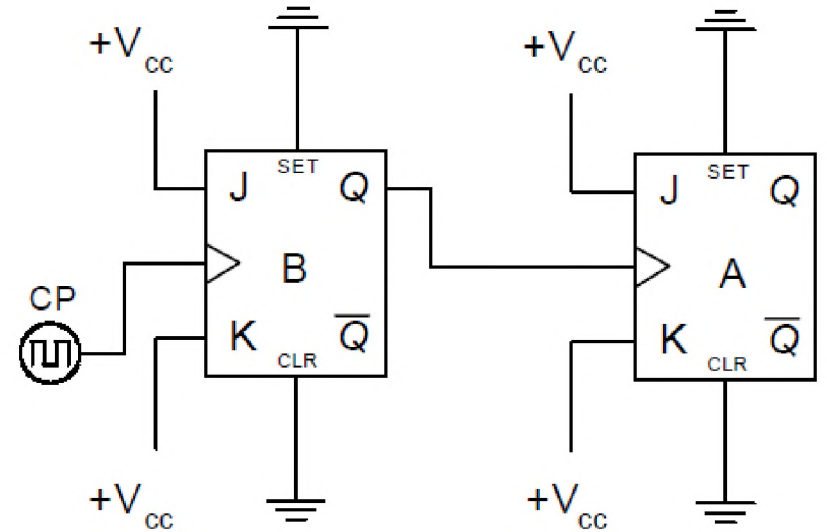 +Vcc
+Vcc
SET
J Q
B
K Q̅
CLR
SET
J Q
A
K Q̅
CLR
CP
+Vcc
+Vcc